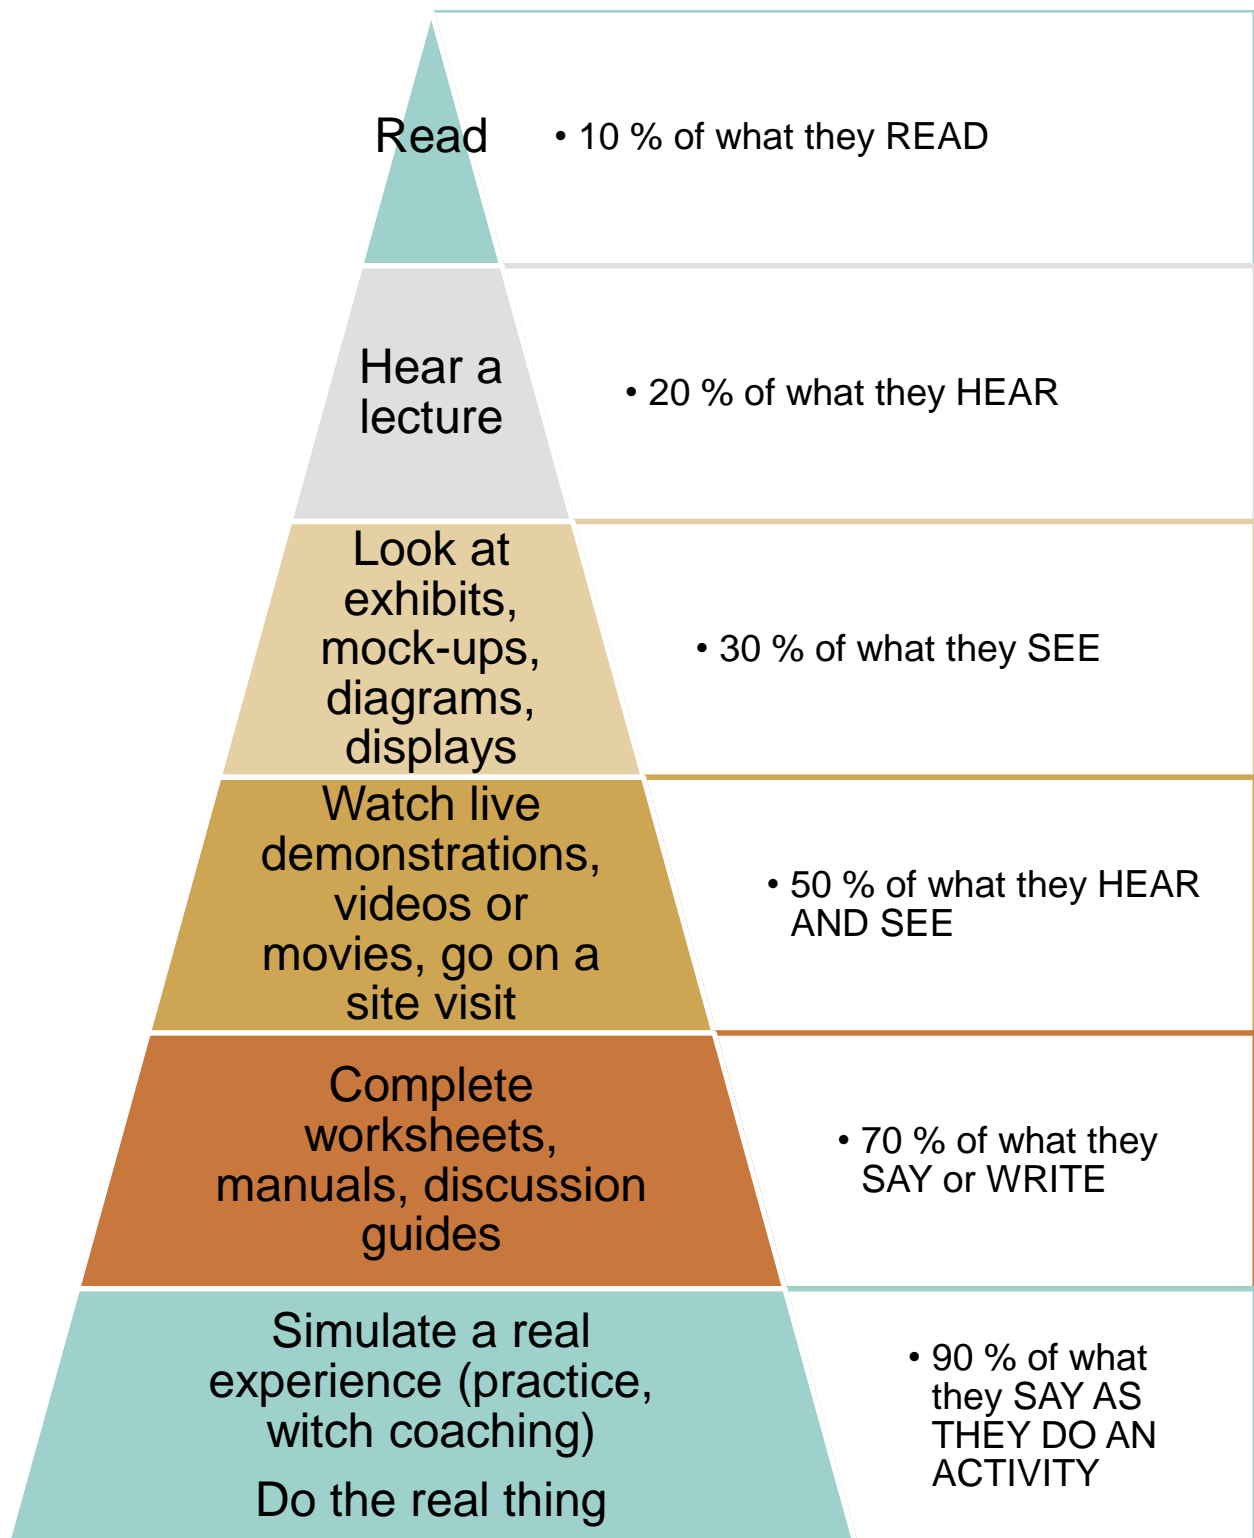 Read
• 10 % of what they READ
Hear a
lecture
• 20 % of what they HEAR
Look at
exhibits,
mock-ups,
diagrams,
displays
• 30 % of what they SEE
Watch live
demonstrations,
videos or
movies, go on a
site visit
• 50 % of what they HEAR
AND SEE
Complete
worksheets,
manuals, discussion
guides
• 70 % of what they
SAY or WRITE
Simulate a real
experience (practice,
witch coaching)
Do the real thing
• 90 % of what
they SAY AS
THEY DO AN
ACTIVITY